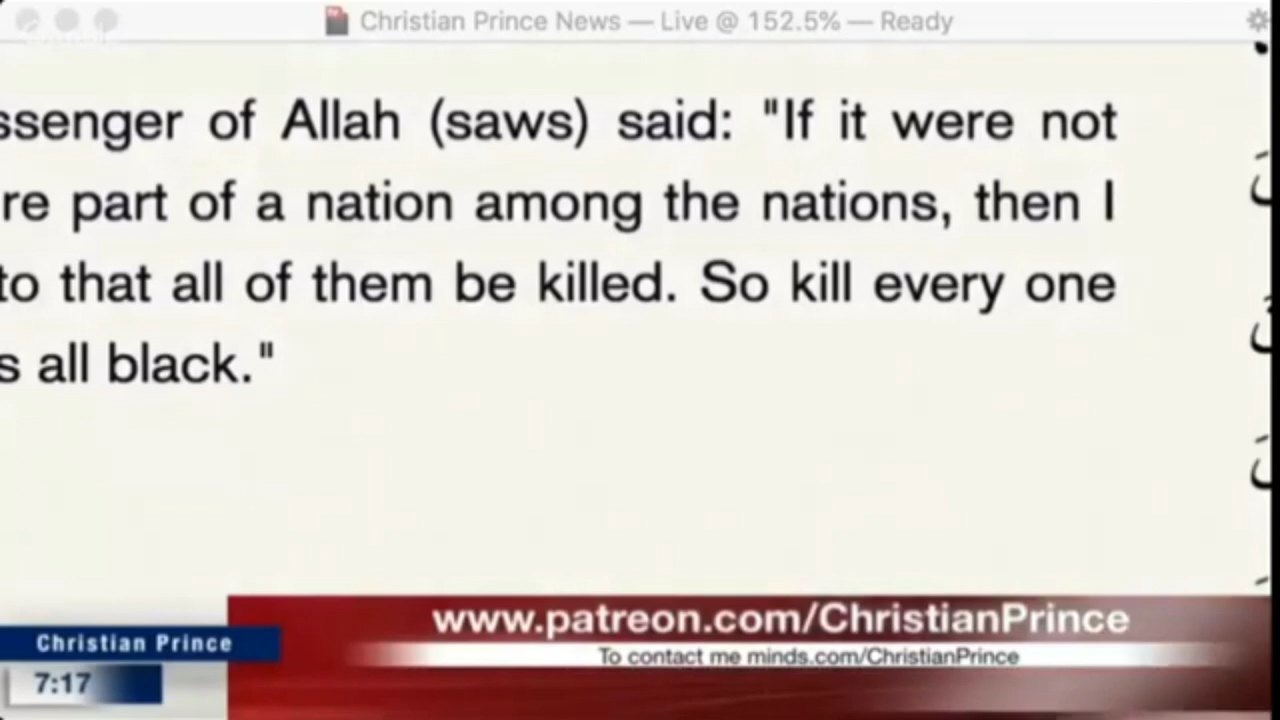 Christian Prince News — Live @ 152.5% — Ready
ssenger of Allah (saws) said: "If it were not
re part of a nation among the nations, then I
to that all of them be killed. So kill every one
s all black."
www.patreon.com/ChristianPrince
To contact me minds.com/ChristianPrince
Christian Prince
7:17